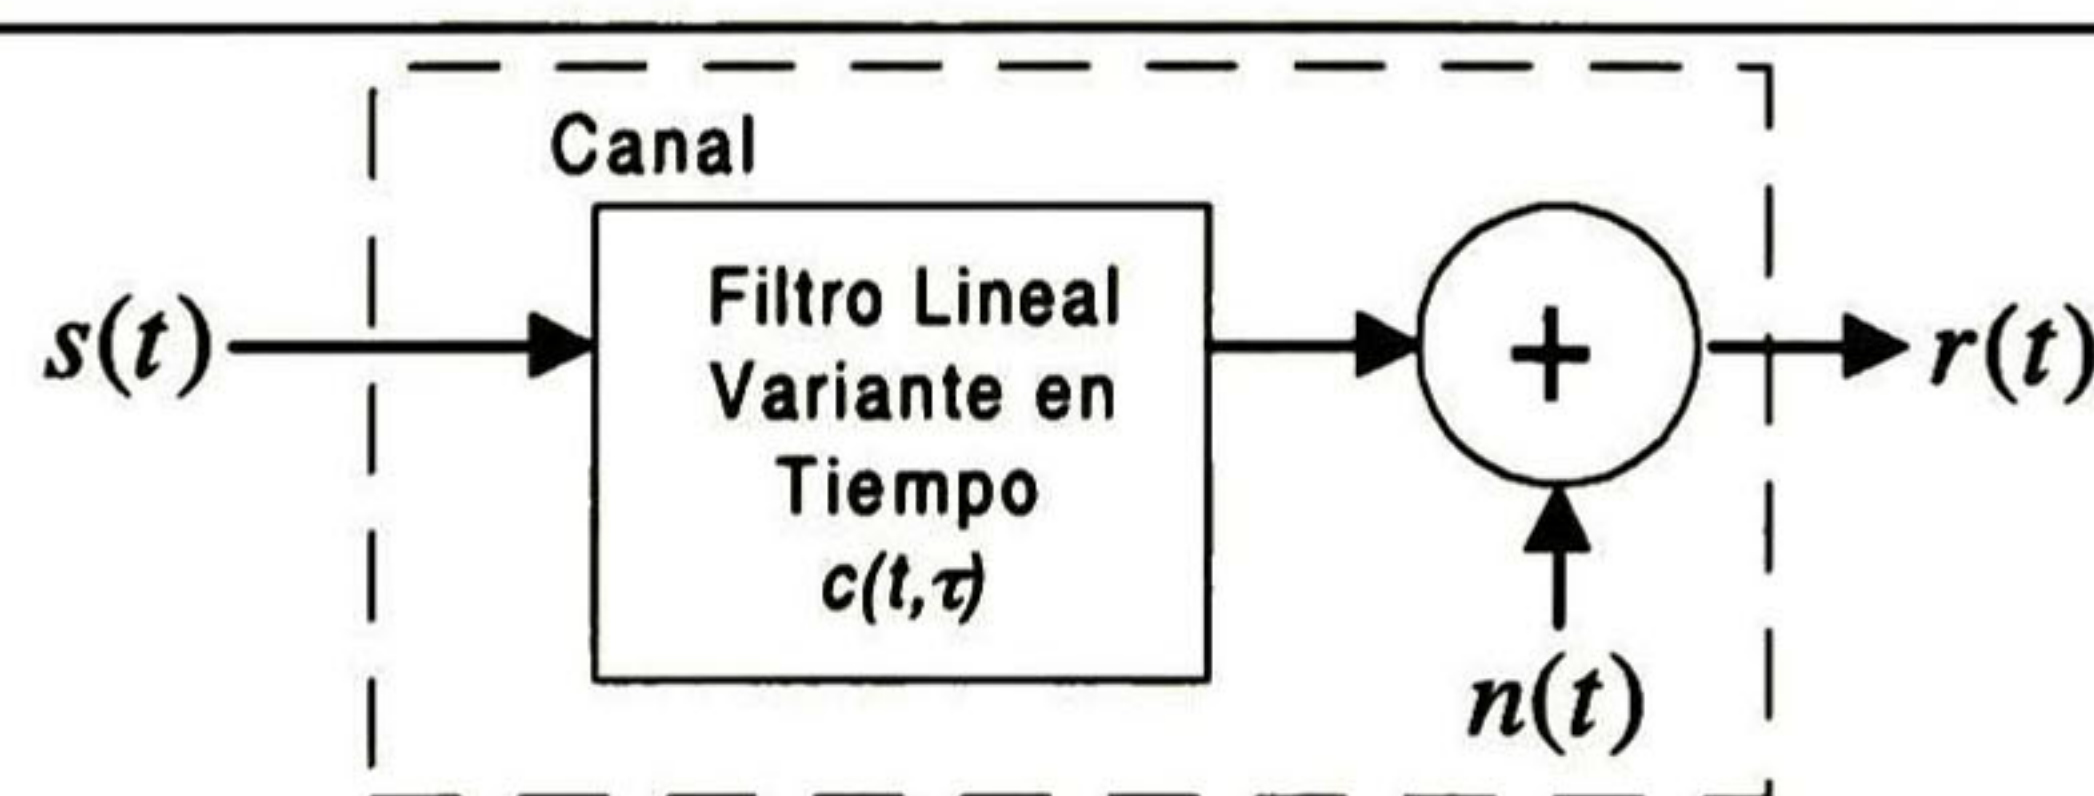 Canal
s(t)
Filtro Lineal
Variante en
Tiempo
c(t,τ)
+
r(t)
n(t)